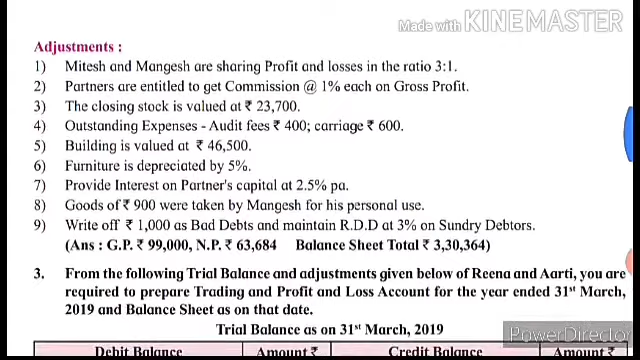 Made with KINEMASTER
Adjustments :
1) Mitesh and Mangesh are sharing Profit and losses in the ratio 3:1.
2) Partners are entitled to get Commission @ 1% each on Gross Profit.
3) The closing stock is valued at ₹ 23,700.
4) Outstanding Expenses - Audit fees ₹ 400; carriage ₹ 600.
5) Building is valued at ₹ 46,500.
6) Furniture is depreciated by 5%.
7) Provide Interest on Partner's capital at 2.5% pa.
8) Goods of ₹ 900 were taken by Mangesh for his personal use.
9) Write off ₹ 1,000 as Bad Debts and maintain R.D.D at 3% on Sundry Debtors.
(Ans : G.P. ₹ 99,000, N.P. ₹ 63,684 Balance Sheet Total ₹ 3,30,364)
3. From the following Trial Balance and adjustments given below of Reena and Aarti, you are
required to prepare Trading and Profit and Loss Account for the year ended 31st March,
2019 and Balance Sheet as on that date.
Trial Balance as on 31st March, 2019
PowerDirector
Debit Balance Amount ₹ Credit Balance Amount ₹